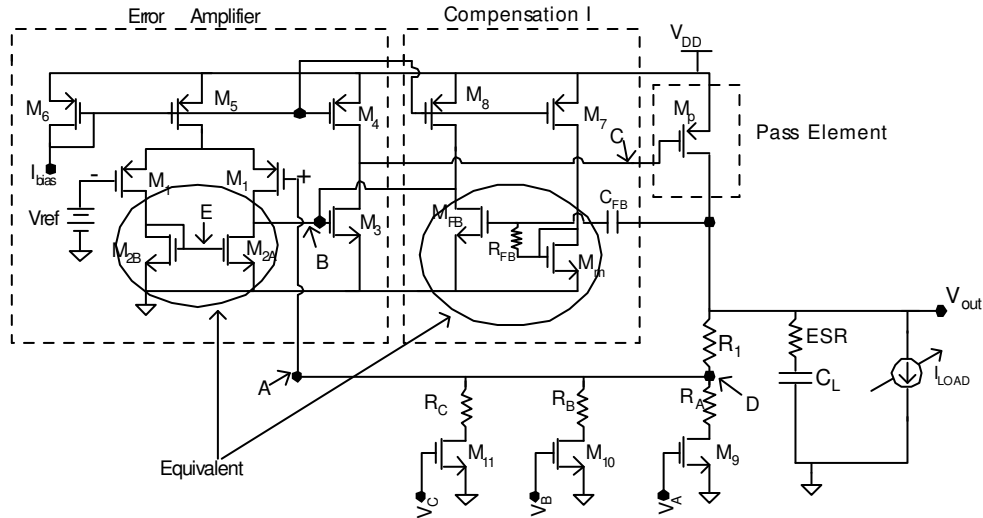 Error Amplifier
Compensation I
V_DD
M_6
M_5
M_4
M_8
M_7
M_p
C
Pass Element
I_bias
-
M_1
M_1
+
Vref
E
M_3
M_FB
C_FB
R_FB
M_2B
M_2A
B
M_m
V_out
R_1
ESR
A
C_L
I_LOAD
R_C
R_B
R_A
D
M_11
M_10
M_9
Equivalent
V_C
V_B
V_A